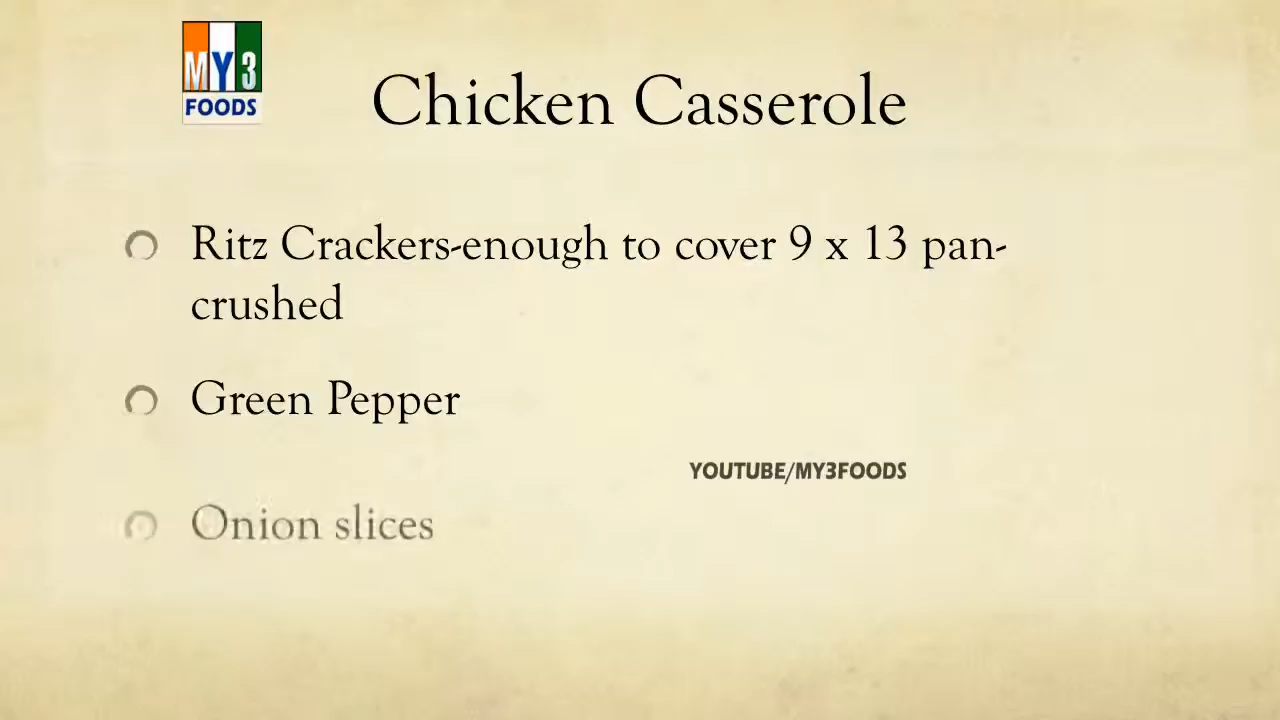 MY3
FOODS
Chicken Casserole
Ritz Crackers-enough to cover 9 x 13 pan-
crushed
Green Pepper
YOUTUBE/MY3FOODS
Onion slices